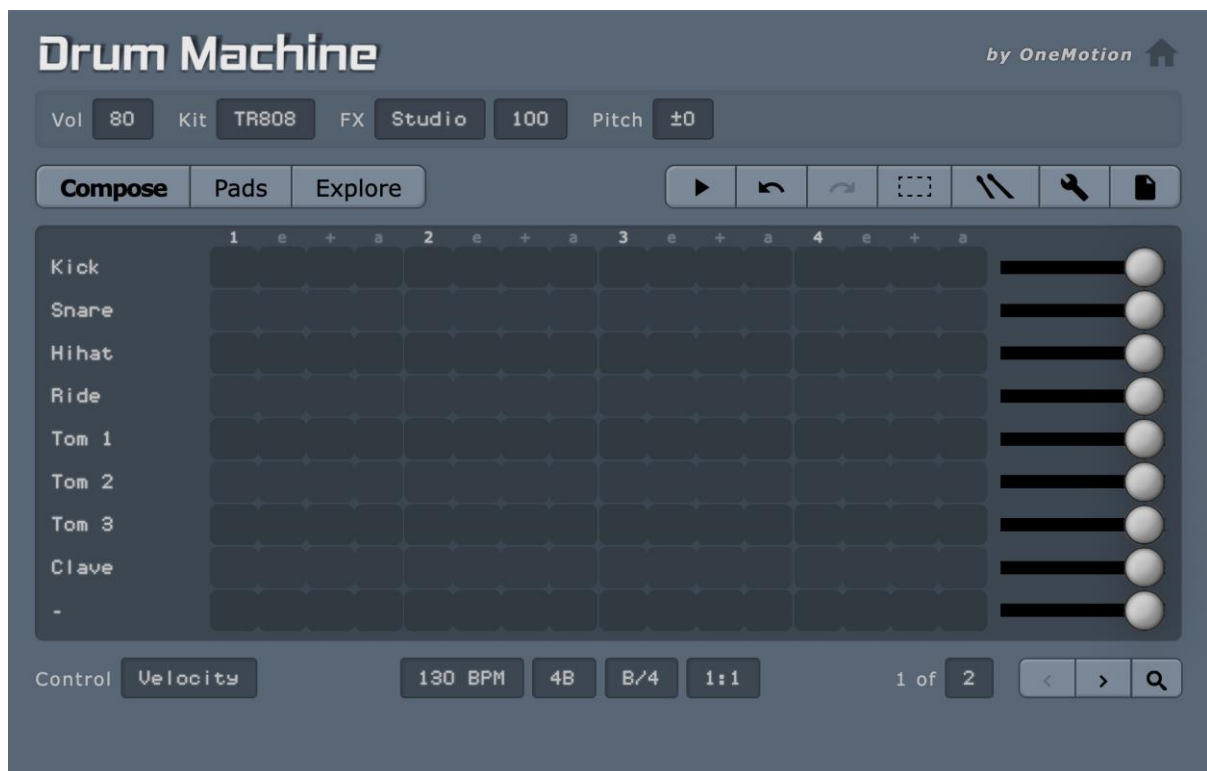 Drum Machine
by OneMotion
Vol 80 Kit TR808 FX Studio 100 Pitch ±0
Compose Pads Explore
1 e + a 2 e + a 3 e + a 4 e + a
Kick
Snare
Hihat
Ride
Tom 1
Tom 2
Tom 3
Clave
-
Control Velocity 130 BPM 4B B/4 1:1 1 of 2 < >